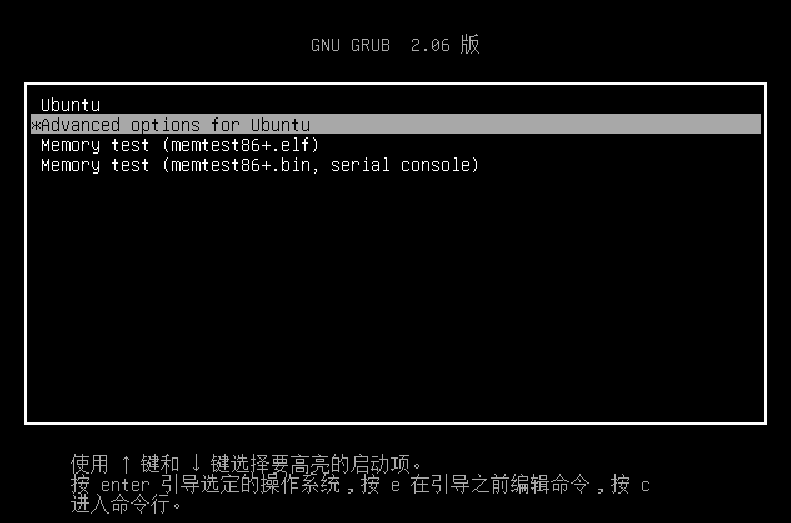 GNU GRUB  2.06 版
Ubuntu
*Advanced options for Ubuntu
Memory test (memtest86+.elf)
Memory test (memtest86+.bin, serial console)
使用 ↑ 键和 ↓ 键选择要高亮的启动项。
按 enter 引导选定的操作系统,按 e 在引导之前编辑命令,按 c
进入命令行。